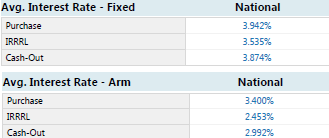 Avg. Interest Rate - Fixed National
Purchase 3.942%
IRRRL 3.535%
Cash-Out 3.874%
Avg. Interest Rate - Arm National
Purchase 3.400%
IRRRL 2.453%
Cash-Out 2.992%